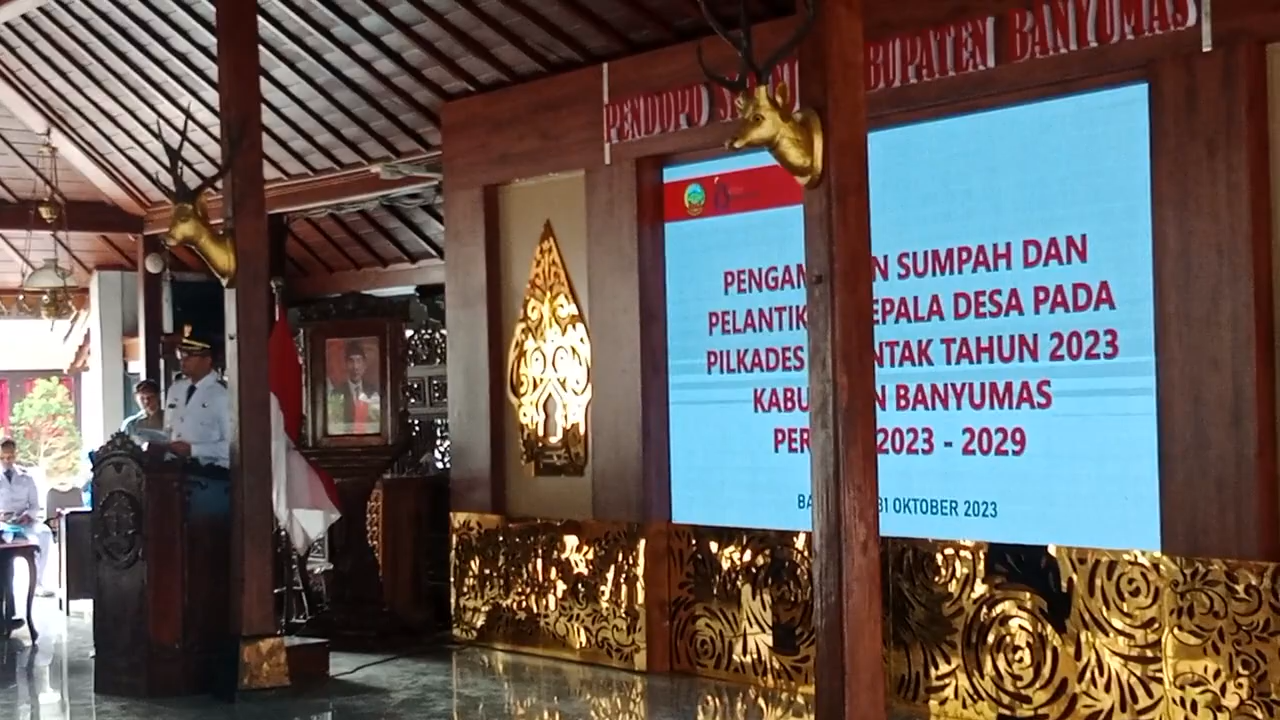 PENDOPO S KABUPATEN BANYUMAS
PENGAM N SUMPAH DAN
PELANTIK EPALA DESA PADA
PILKADES NTAK TAHUN 2023
KABU N BANYUMAS
PER 2023 - 2029
BA 31 OKTOBER 2023